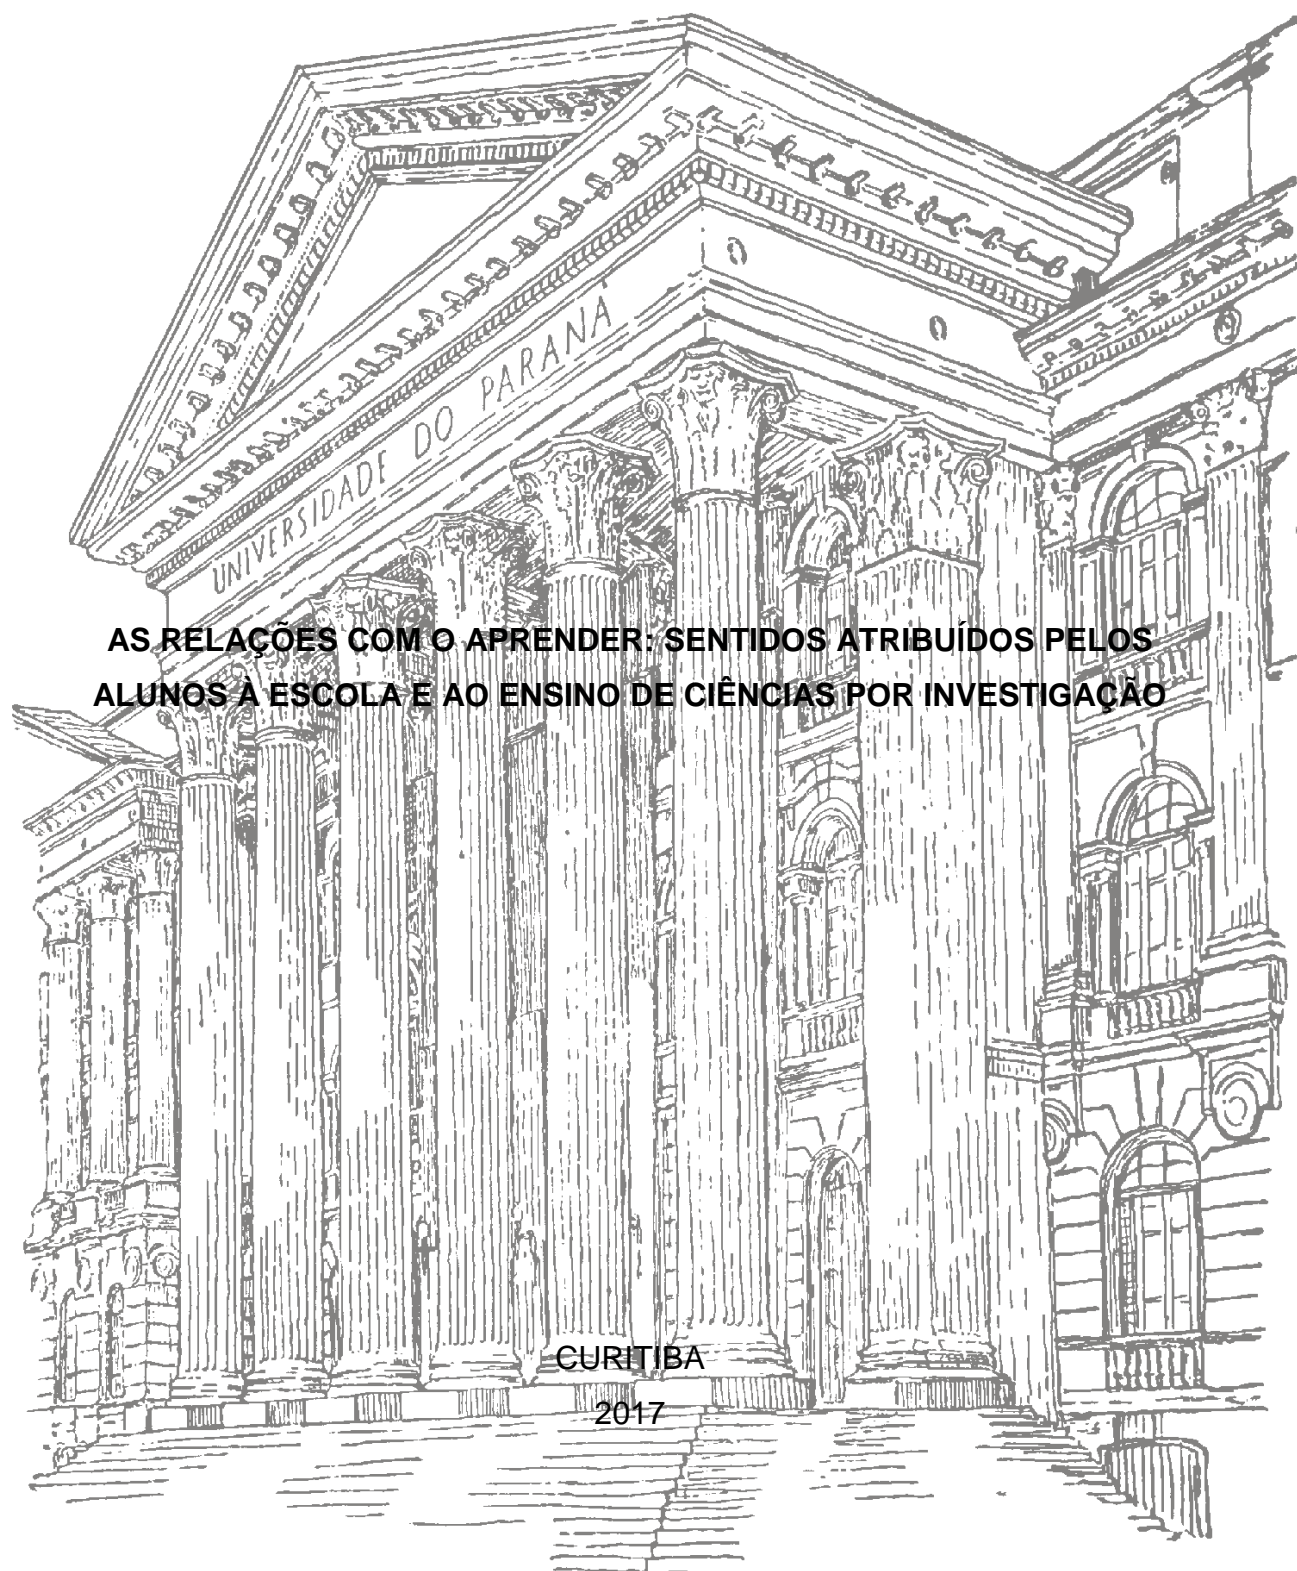 UNIVERSIDADE DO PARANÁ
AS RELAÇÕES COM O APRENDER: SENTIDOS ATRIBUÍDOS PELOS
ALUNOS À ESCOLA E AO ENSINO DE CIÊNCIAS POR INVESTIGAÇÃO
CURITIBA
2017